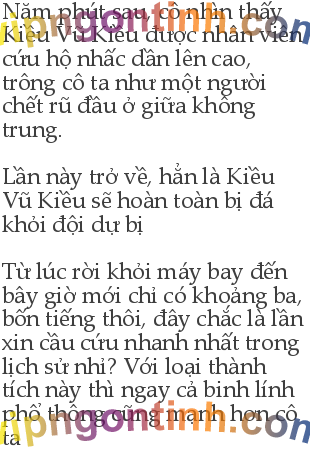 Năm phút sau, cô nhìn thấy
Kiều Vũ Kiều được nhân viên
cứu hộ nhấc dần lên cao,
trông cô ta như một người
chết rũ đầu ở giữa không
trung.
Lần này trở về, hẳn là Kiều
Vũ Kiều sẽ hoàn toàn bị đá
khỏi đội dự bị
Từ lúc rời khỏi máy bay đến
bây giờ mới chỉ có khoảng ba,
bốn tiếng thôi, đây chắc là lần
xin cầu cứu nhanh nhất trong
lịch sử nhỉ? Với loại thành
tích này thì ngay cả binh lính
phổ thông cũng mạnh hơn cô
ta